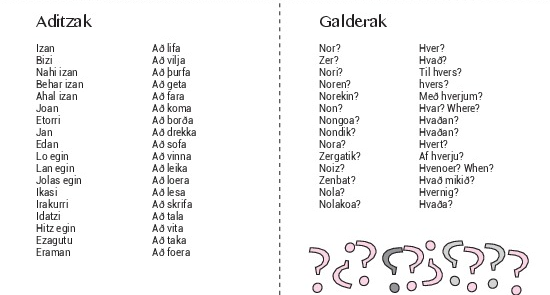 Aditzak
Izan Að lifa
Bizi Að vilja
Nahi izan Að þurfa
Behar izan Að geta
Ahal izan Að fara
Joan Að koma
Etorri Að borða
Jan Að drekka
Edan Að sofa
Lo egin Að vinna
Lan egin Að leika
Jolas egin Að loera
Ikasi Að lesa
Irakurri Að skrifa
Idatzi Að tala
Hitz egin Að vita
Ezagutu Að taka
Eraman Að foera
Galderak
Nor? Hver?
Zer? Hvað?
Nori? Til hvers?
Noren? hvers?
Norekin? Með hverjum?
Non? Hvar? Where?
Nongoa? Hvaðan?
Nondik? Hvaðan?
Nora? Hvert?
Zergatik? Af hverju?
Noiz? Hvenoer? When?
Zenbat? Hvað mikið?
Nola? Hvernig?
Nolakoa? Hvaða?